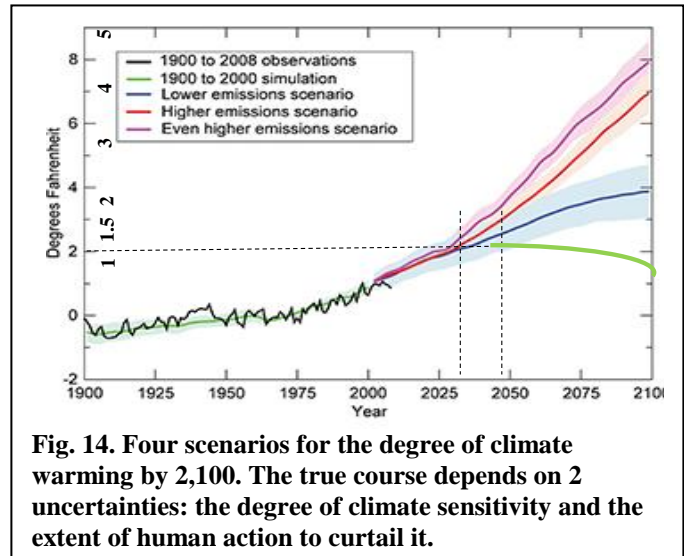 1900 to 2008 observations
1900 to 2000 simulation
Lower emissions scenario
Higher emissions scenario
Even higher emissions scenario
Degrees Fahrenheit
8
6
4
2
0
-2
5
4
3
2
1.5
1
1900 1925 1950 1975 2000 2025 2050 2075 2100
Year
Fig. 14. Four scenarios for the degree of climate
warming by 2,100. The true course depends on 2
uncertainties: the degree of climate sensitivity and the
extent of human action to curtail it.